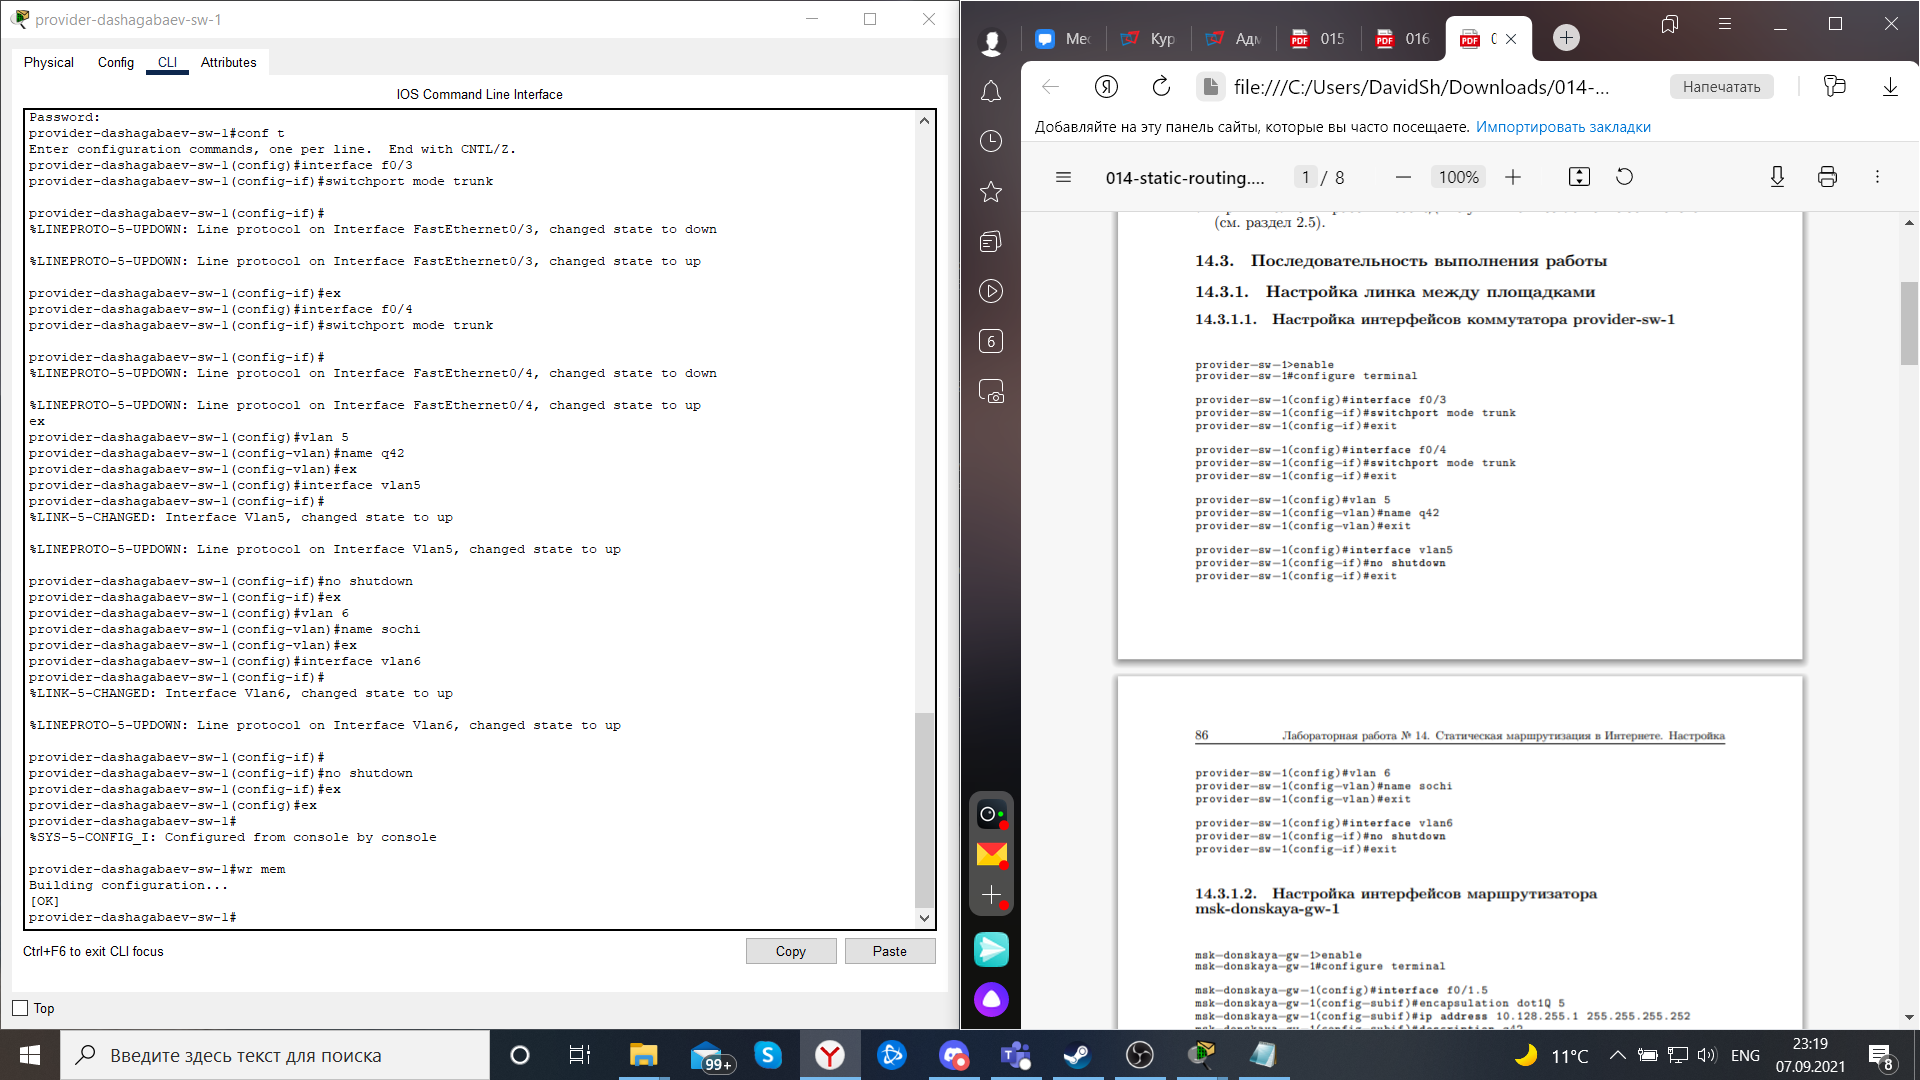 provider-dashagabaev-sw-1
Physical
Config
CLI
Attributes
IOS Command Line Interface
Password:
provider-dashagabaev-sw-1#conf t
Enter configuration commands, one per line.  End with CNTL/Z.
provider-dashagabaev-sw-1(config)#interface f0/3
provider-dashagabaev-sw-1(config-if)#switchport mode trunk
provider-dashagabaev-sw-1(config-if)#
%LINEPROTO-5-UPDOWN: Line protocol on Interface FastEthernet0/3, changed state to down
%LINEPROTO-5-UPDOWN: Line protocol on Interface FastEthernet0/3, changed state to up
provider-dashagabaev-sw-1(config-if)#ex
provider-dashagabaev-sw-1(config)#interface f0/4
provider-dashagabaev-sw-1(config-if)#switchport mode trunk
provider-dashagabaev-sw-1(config-if)#
%LINEPROTO-5-UPDOWN: Line protocol on Interface FastEthernet0/4, changed state to down
%LINEPROTO-5-UPDOWN: Line protocol on Interface FastEthernet0/4, changed state to up
ex
provider-dashagabaev-sw-1(config)#vlan 5
provider-dashagabaev-sw-1(config-vlan)#name q42
provider-dashagabaev-sw-1(config-vlan)#ex
provider-dashagabaev-sw-1(config)#interface vlan5
provider-dashagabaev-sw-1(config-if)#
%LINK-5-CHANGED: Interface Vlan5, changed state to up
%LINEPROTO-5-UPDOWN: Line protocol on Interface Vlan5, changed state to up
provider-dashagabaev-sw-1(config-if)#no shutdown
provider-dashagabaev-sw-1(config-if)#ex
provider-dashagabaev-sw-1(config)#vlan 6
provider-dashagabaev-sw-1(config-vlan)#name sochi
provider-dashagabaev-sw-1(config-vlan)#ex
provider-dashagabaev-sw-1(config)#interface vlan6
provider-dashagabaev-sw-1(config-if)#
%LINK-5-CHANGED: Interface Vlan6, changed state to up
%LINEPROTO-5-UPDOWN: Line protocol on Interface Vlan6, changed state to up
provider-dashagabaev-sw-1(config-if)#
provider-dashagabaev-sw-1(config-if)#no shutdown
provider-dashagabaev-sw-1(config-if)#ex
provider-dashagabaev-sw-1(config)#ex
provider-dashagabaev-sw-1#
%SYS-5-CONFIG_I: Configured from console by console
provider-dashagabaev-sw-1#wr mem
Building configuration...
[OK]
provider-dashagabaev-sw-1#
Ctrl+F6 to exit CLI focus
Copy
Paste
Top
Мес
Кур
Адм
PDF 015
PDF 016
PDF
file:///C:/Users/DavidSh/Downloads/014-...
Напечатать
Добавляйте на эту панель сайты, которые вы часто посещаете. Импортировать закладки
014-static-routing....
1 / 8
100%
6
(см. раздел 2.5).
14.3. Последовательность выполнения работы
14.3.1. Настройка линка между площадками
14.3.1.1. Настройка интерфейсов коммутатора provider-sw-1
provider-sw-1>enable
provider-sw-1#configure terminal
provider-sw-1(config)#interface f0/3
provider-sw-1(config-if)#switchport mode trunk
provider-sw-1(config-if)#exit
provider-sw-1(config)#interface f0/4
provider-sw-1(config-if)#switchport mode trunk
provider-sw-1(config-if)#exit
provider-sw-1(config)#vlan 5
provider-sw-1(config-vlan)#name q42
provider-sw-1(config-vlan)#exit
provider-sw-1(config)#interface vlan5
provider-sw-1(config-if)#no shutdown
provider-sw-1(config-if)#exit
86 Лабораторная работа № 14. Статическая маршрутизация в Интернете. Настройка
provider-sw-1(config)#vlan 6
provider-sw-1(config-vlan)#name sochi
provider-sw-1(config-vlan)#exit
provider-sw-1(config)#interface vlan6
provider-sw-1(config-if)#no shutdown
provider-sw-1(config-if)#exit
14.3.1.2. Настройка интерфейсов маршрутизатора
msk-donskaya-gw-1
msk-donskaya-gw-1>enable
msk-donskaya-gw-1#configure terminal
msk-donskaya-gw-1(config)#interface f0/1.5
msk-donskaya-gw-1(config-subif)#encapsulation dot1Q 5
msk-donskaya-gw-1(config-subif)#ip address 10.128.255.1 255.255.255.252
Введите здесь текст для поиска
99+
11°C
ENG
23:19
07.09.2021
8